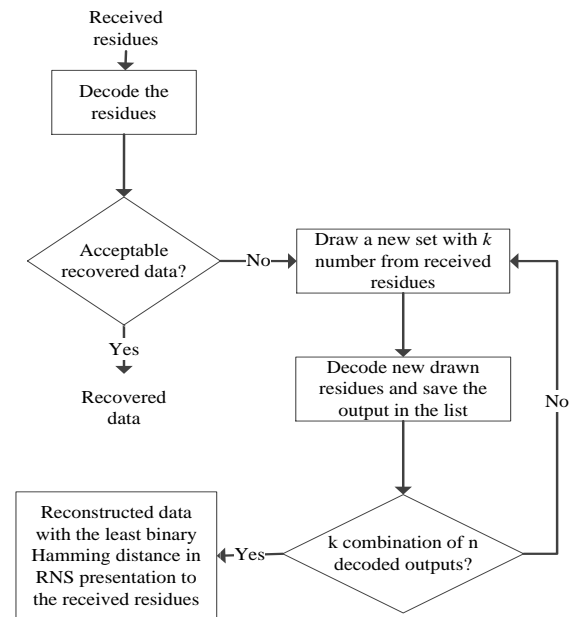 Received
residues
Decode the
residues
Acceptable
recovered data?
No
Yes
Recovered
data
Draw a new set with k
number from received
residues
Decode new drawn
residues and save the
output in the list
No
k combination of n
decoded outputs?
Yes
Reconstructed data
with the least binary
Hamming distance in
RNS presentation to
the received residues